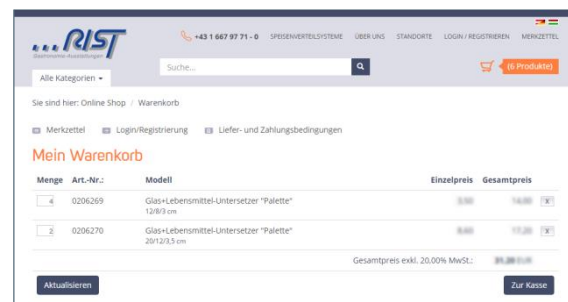 RIST
Gastronomie-Ausstattungen
+43 1 667 97 71 - 0 SPEISENVERTEILSYSTEME ÜBER UNS STANDORTE LOGIN / REGISTRIEREN MERKZETTEL
Alle Kategorien
Suche...
(6 Produkte)
Sie sind hier: Online Shop / Warenkorb
Merkzettel Login/Registrierung Liefer- und Zahlungsbedingungen
Mein Warenkorb
Menge Art.-Nr.: Modell Einzelpreis Gesamtpreis
4 0206269 Glas+Lebensmittel-Untersetzer "Palette" x
12/8/3 cm
2 0206270 Glas+Lebensmittel-Untersetzer "Palette" x
20/12/3,5 cm
Gesamtpreis exkl. 20,00% MwSt.: EUR
Aktualisieren Zur Kasse